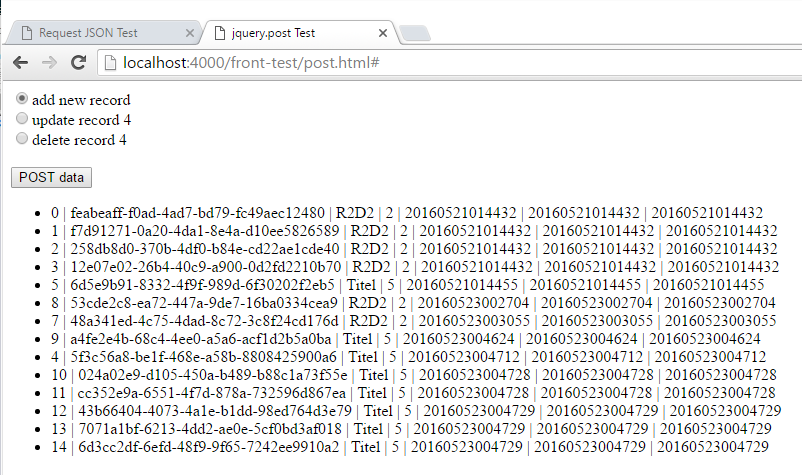 Request JSON Test
jquery.post Test
localhost:4000/front-test/post.html#
add new record
update record 4
delete record 4
POST data
0 | feabeaff-f0ad-4ad7-bd79-fc49aec12480 | R2D2 | 2 | 20160521014432 | 20160521014432 | 20160521014432
1 | f7d91271-0a20-4da1-8e4a-d10ee5826589 | R2D2 | 2 | 20160521014432 | 20160521014432 | 20160521014432
2 | 258db8d0-370b-4df0-b84e-cd22ae1cde40 | R2D2 | 2 | 20160521014432 | 20160521014432 | 20160521014432
3 | 12e07e02-26b4-40c9-a900-0d2fd2210b70 | R2D2 | 2 | 20160521014432 | 20160521014432 | 20160521014432
5 | 6d5e9b91-8332-4f9f-989d-6f30202f2eb5 | Titel | 5 | 20160521014455 | 20160521014455 | 20160521014455
8 | 53cde2c8-ea72-447a-9de7-16ba0334cea9 | R2D2 | 2 | 20160523002704 | 20160523002704 | 20160523002704
7 | 48a341ed-4c75-4dad-8c72-3c8f24cd176d | R2D2 | 2 | 20160523003055 | 20160523003055 | 20160523003055
9 | a4fe2e4b-68c4-4ee0-a5a6-acf1d2b5a0ba | Titel | 5 | 20160523004624 | 20160523004624 | 20160523004624
4 | 5f3c56a8-be1f-468e-a58b-8808425900a6 | Titel | 5 | 20160523004712 | 20160523004712 | 20160523004712
10 | 024a02e9-d105-450a-b489-b88c1a73f55e | Titel | 5 | 20160523004728 | 20160523004728 | 20160523004728
11 | cc352e9a-6551-4f7d-878a-732596d867ea | Titel | 5 | 20160523004728 | 20160523004728 | 20160523004728
12 | 43b66404-4073-4a1e-b1dd-98ed764d3e79 | Titel | 5 | 20160523004729 | 20160523004729 | 20160523004729
13 | 7071a1bf-6213-4dd2-ae0e-5cf0bd3af018 | Titel | 5 | 20160523004729 | 20160523004729 | 20160523004729
14 | 6d3cc2df-6efd-48f9-9f65-7242ee9910a2 | Titel | 5 | 20160523004729 | 20160523004729 | 20160523004729